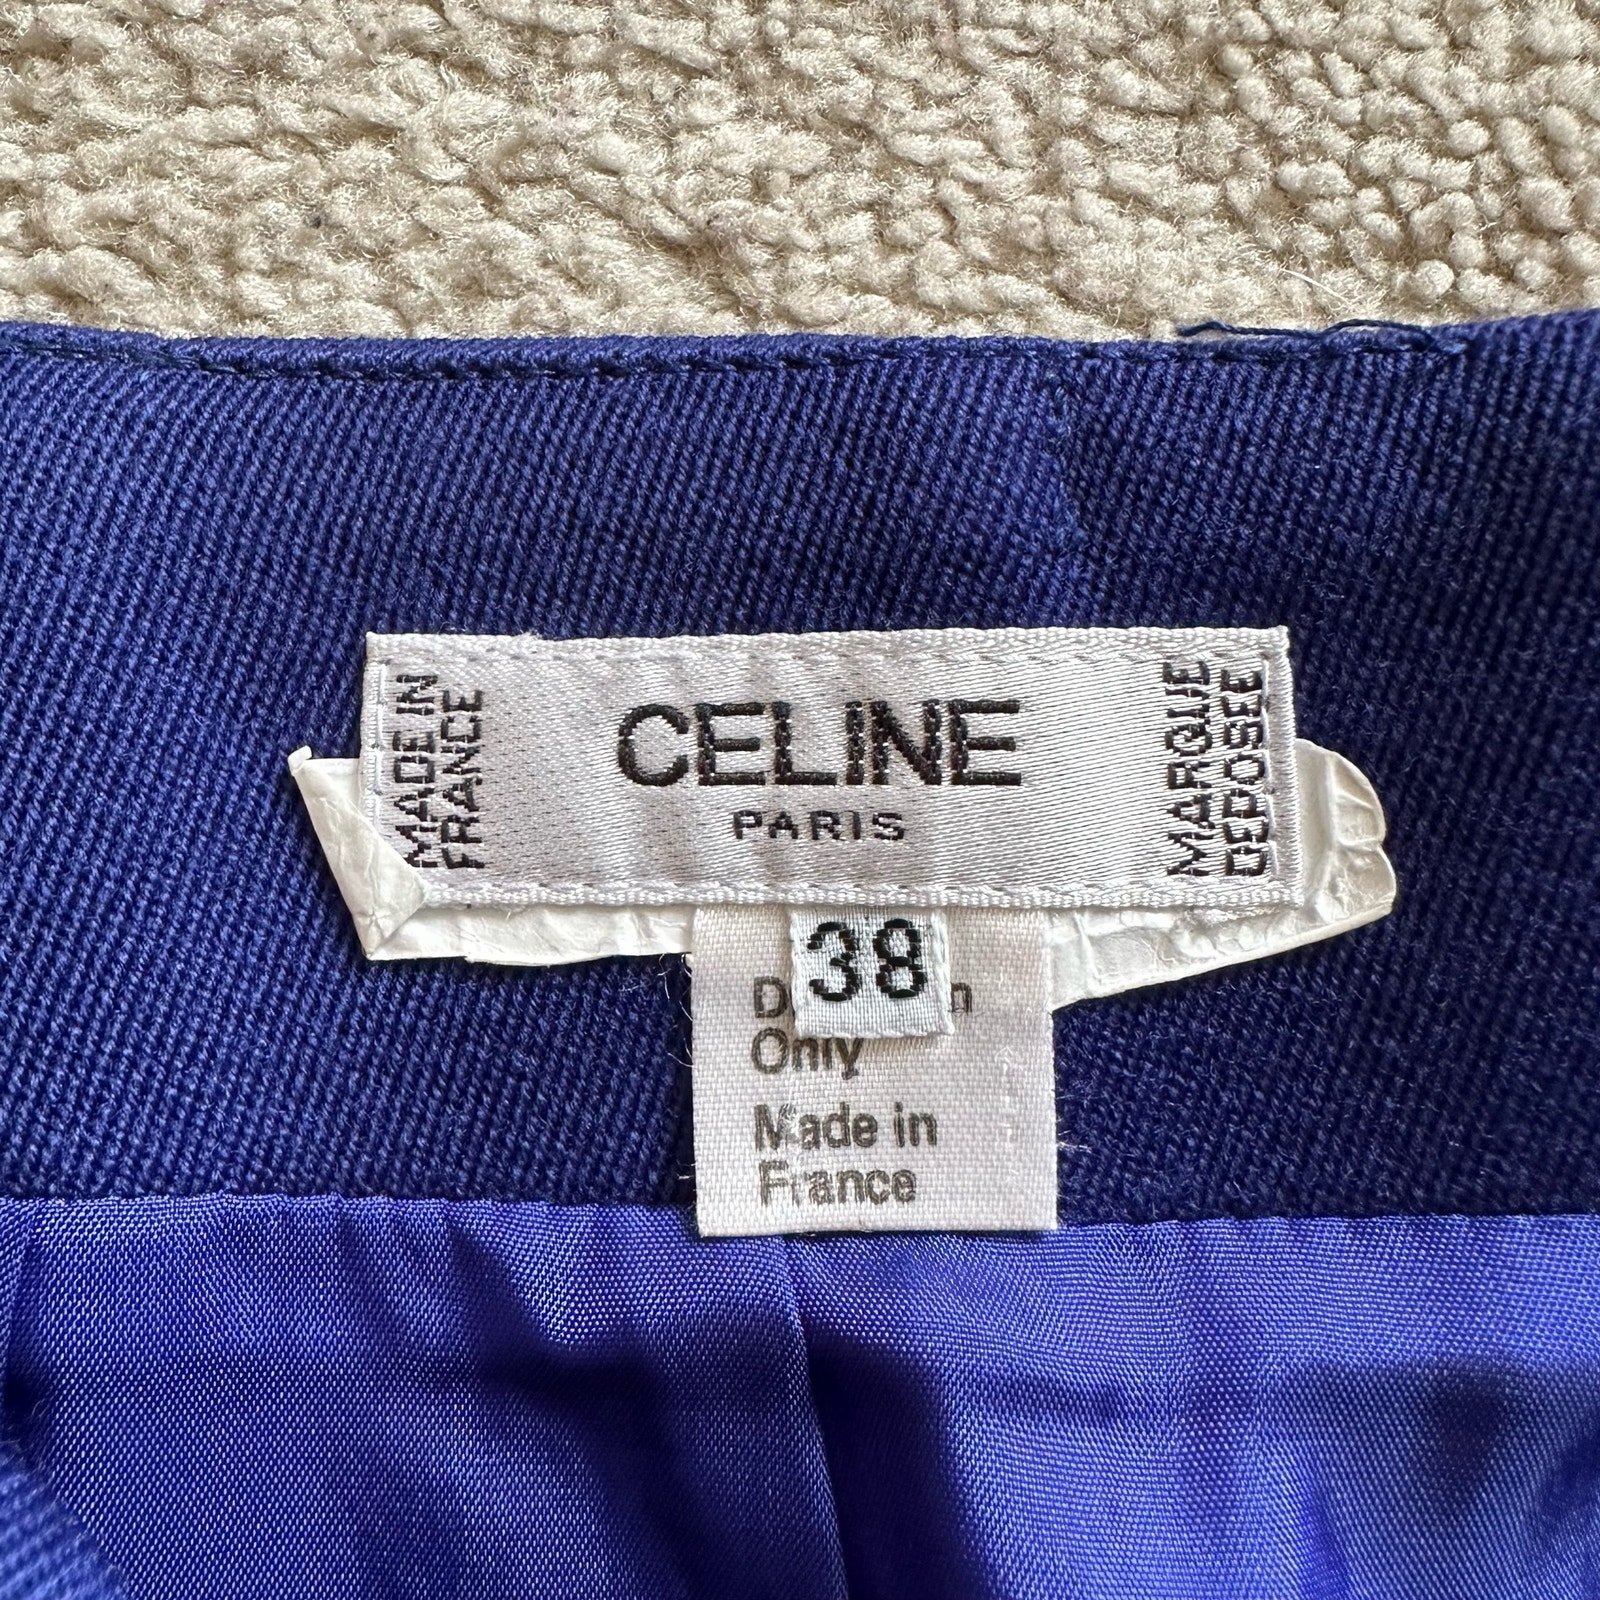 MADE IN
FRANCE
CELINE
PARIS
MARQUE
DEPOSEE
38
Only
Made in
France